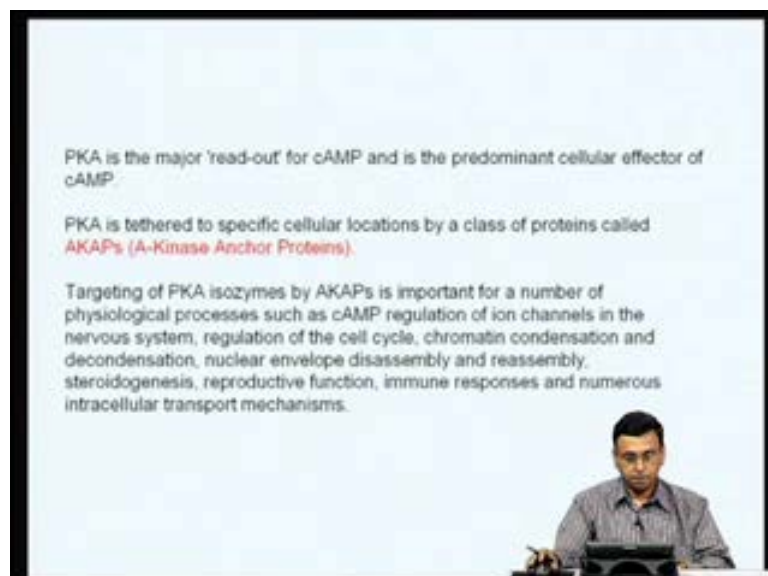 PKA is the major 'read-out' for cAMP and is the predominant cellular effector of
cAMP.
PKA is tethered to specific cellular locations by a class of proteins called
AKAPs (A-Kinase Anchor Proteins).
Targeting of PKA isozymes by AKAPs is important for a number of
physiological processes such as cAMP regulation of ion channels in the
nervous system, regulation of the cell cycle, chromatin condensation and
decondensation, nuclear envelope disassembly and reassembly,
steroidogenesis, reproductive function, immune responses and numerous
intracellular transport mechanisms.